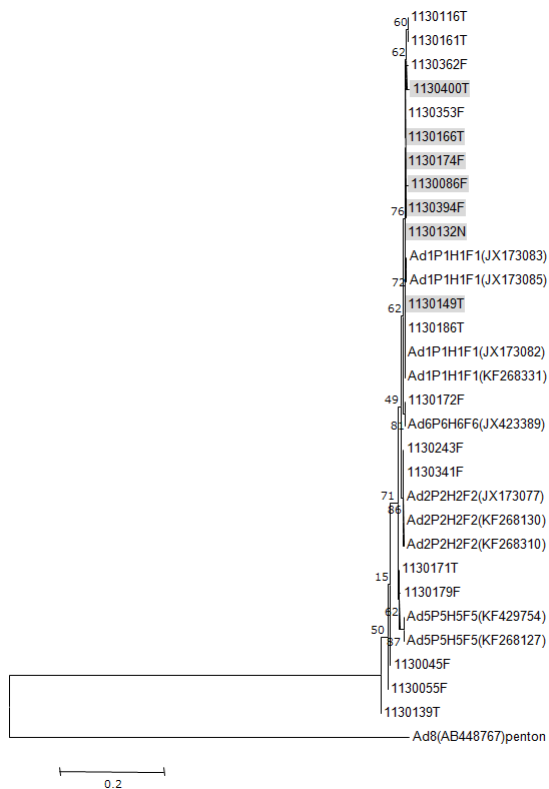 60
1130116T
1130161T
62
1130362F
1130400T
1130353F
1130166T
1130174F
1130086F
1130394F
76
1130132N
Ad1P1H1F1(JX173083)
72
Ad1P1H1F1(JX173085)
1130149T
62
1130186T
Ad1P1H1F1(JX173082)
Ad1P1H1F1(KF268331)
49
1130172F
81
Ad6P6H6F6(JX423389)
1130243F
1130341F
71
Ad2P2H2F2(JX173077)
86
Ad2P2H2F2(KF268130)
Ad2P2H2F2(KF268310)
1130171T
15
1130179F
62
Ad5P5H5F5(KF429754)
50
87
Ad5P5H5F5(KF268127)
1130045F
1130055F
1130139T
Ad8(AB448767)penton
0.2